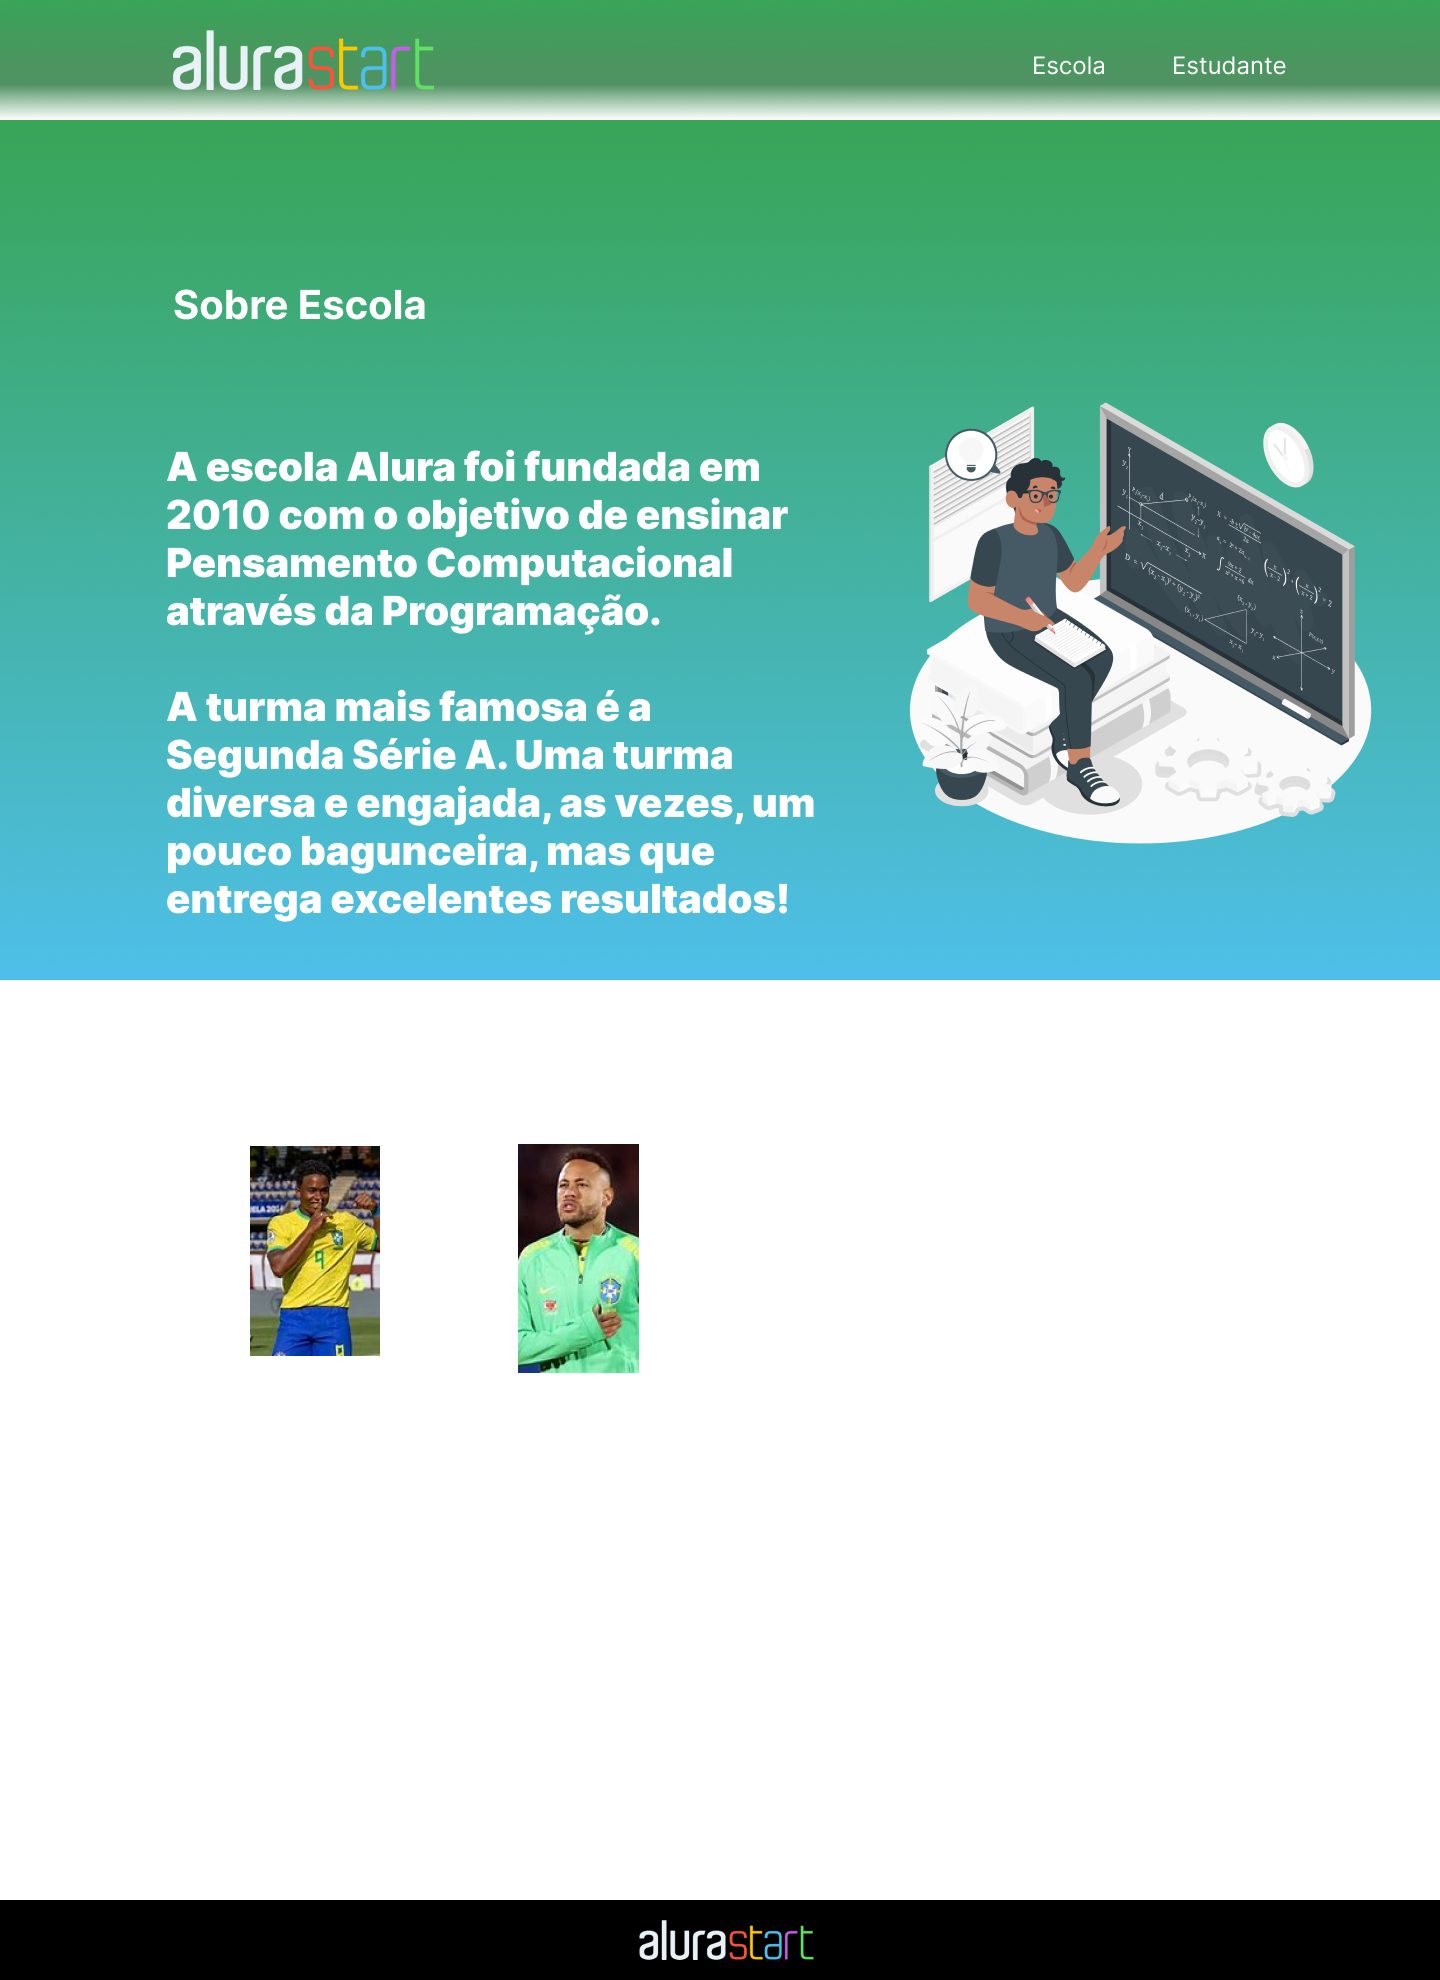 alurastart
Escola Estudante
Sobre Escola
A escola Alura foi fundada em
2010 com o objetivo de ensinar
Pensamento Computacional
através da Programação.
A turma mais famosa é a
Segunda Série A. Uma turma
diversa e engajada, as vezes, um
pouco bagunceira, mas que
entrega excelentes resultados!
9
9
alurastart